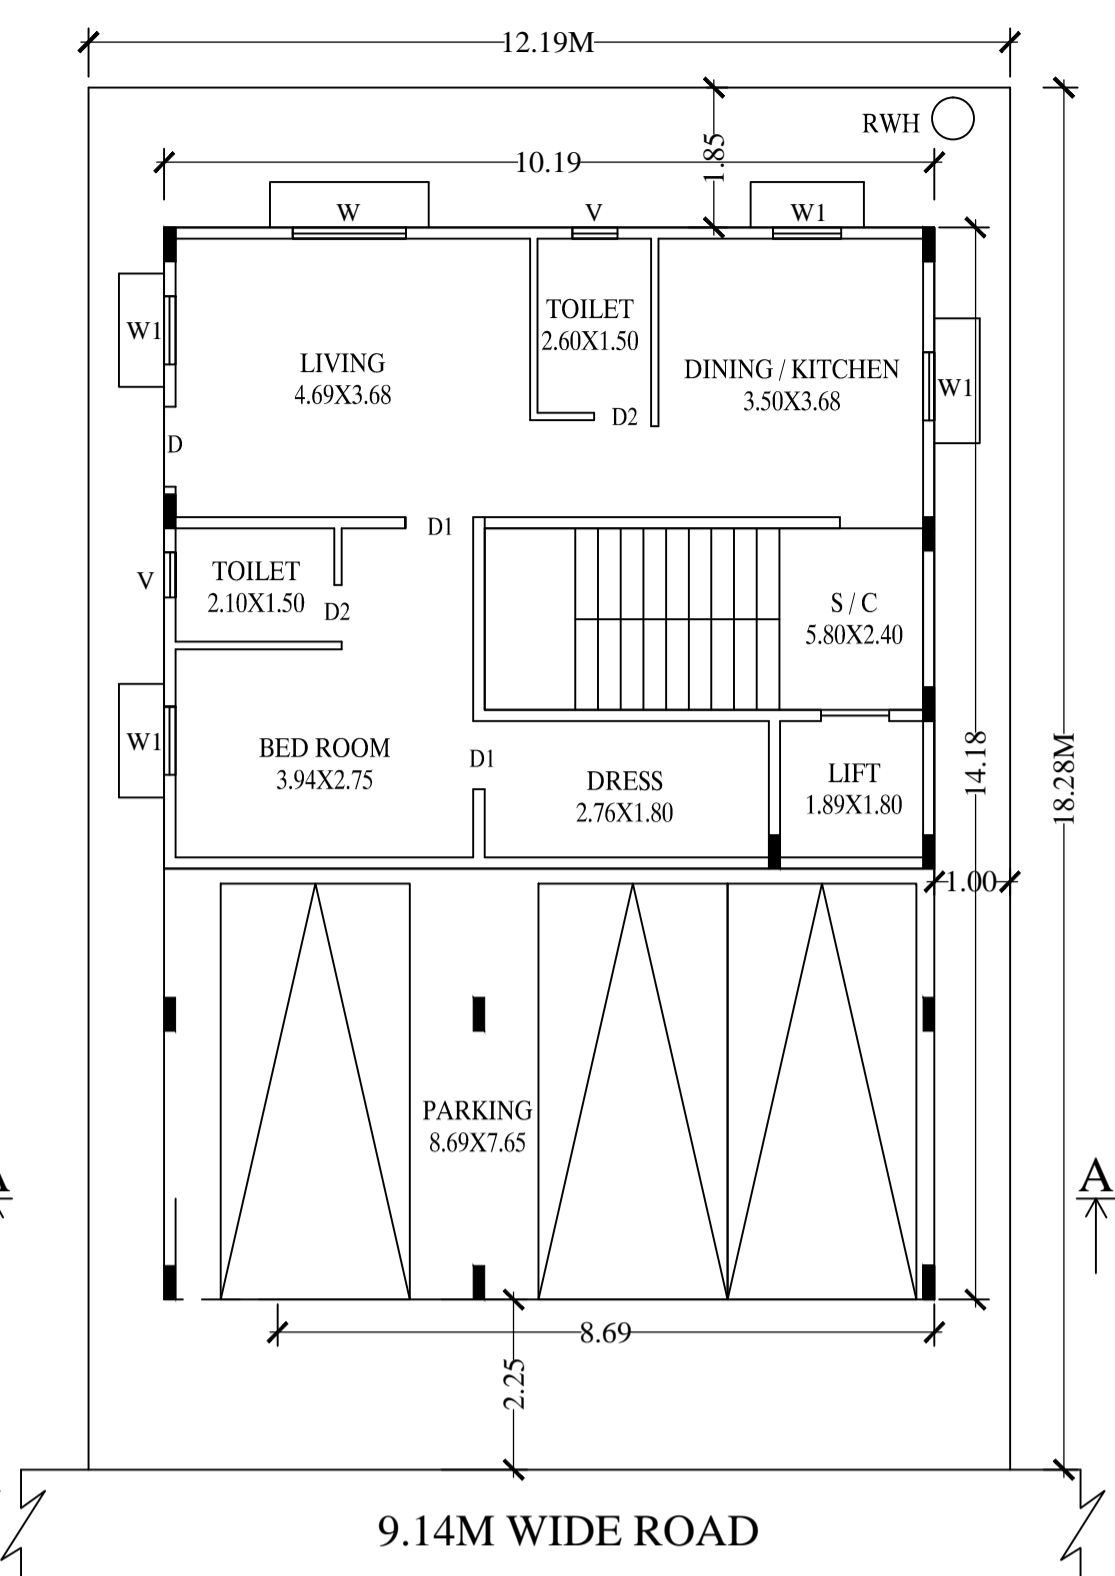 12.19M
RWH
1.85
10.19
W
V
W1
W1
TOILET
2.60X1.50
LIVING
4.69X3.68
DINING / KITCHEN
3.50X3.68
W1
D2
D
D1
V
TOILET
2.10X1.50
D2
S / C
5.80X2.40
W1
BED ROOM
3.94X2.75
D1
DRESS
2.76X1.80
LIFT
1.89X1.80
14.18
18.28M
1.00
PARKING
8.69X7.65
A
A
8.69
2.25
9.14M WIDE ROAD